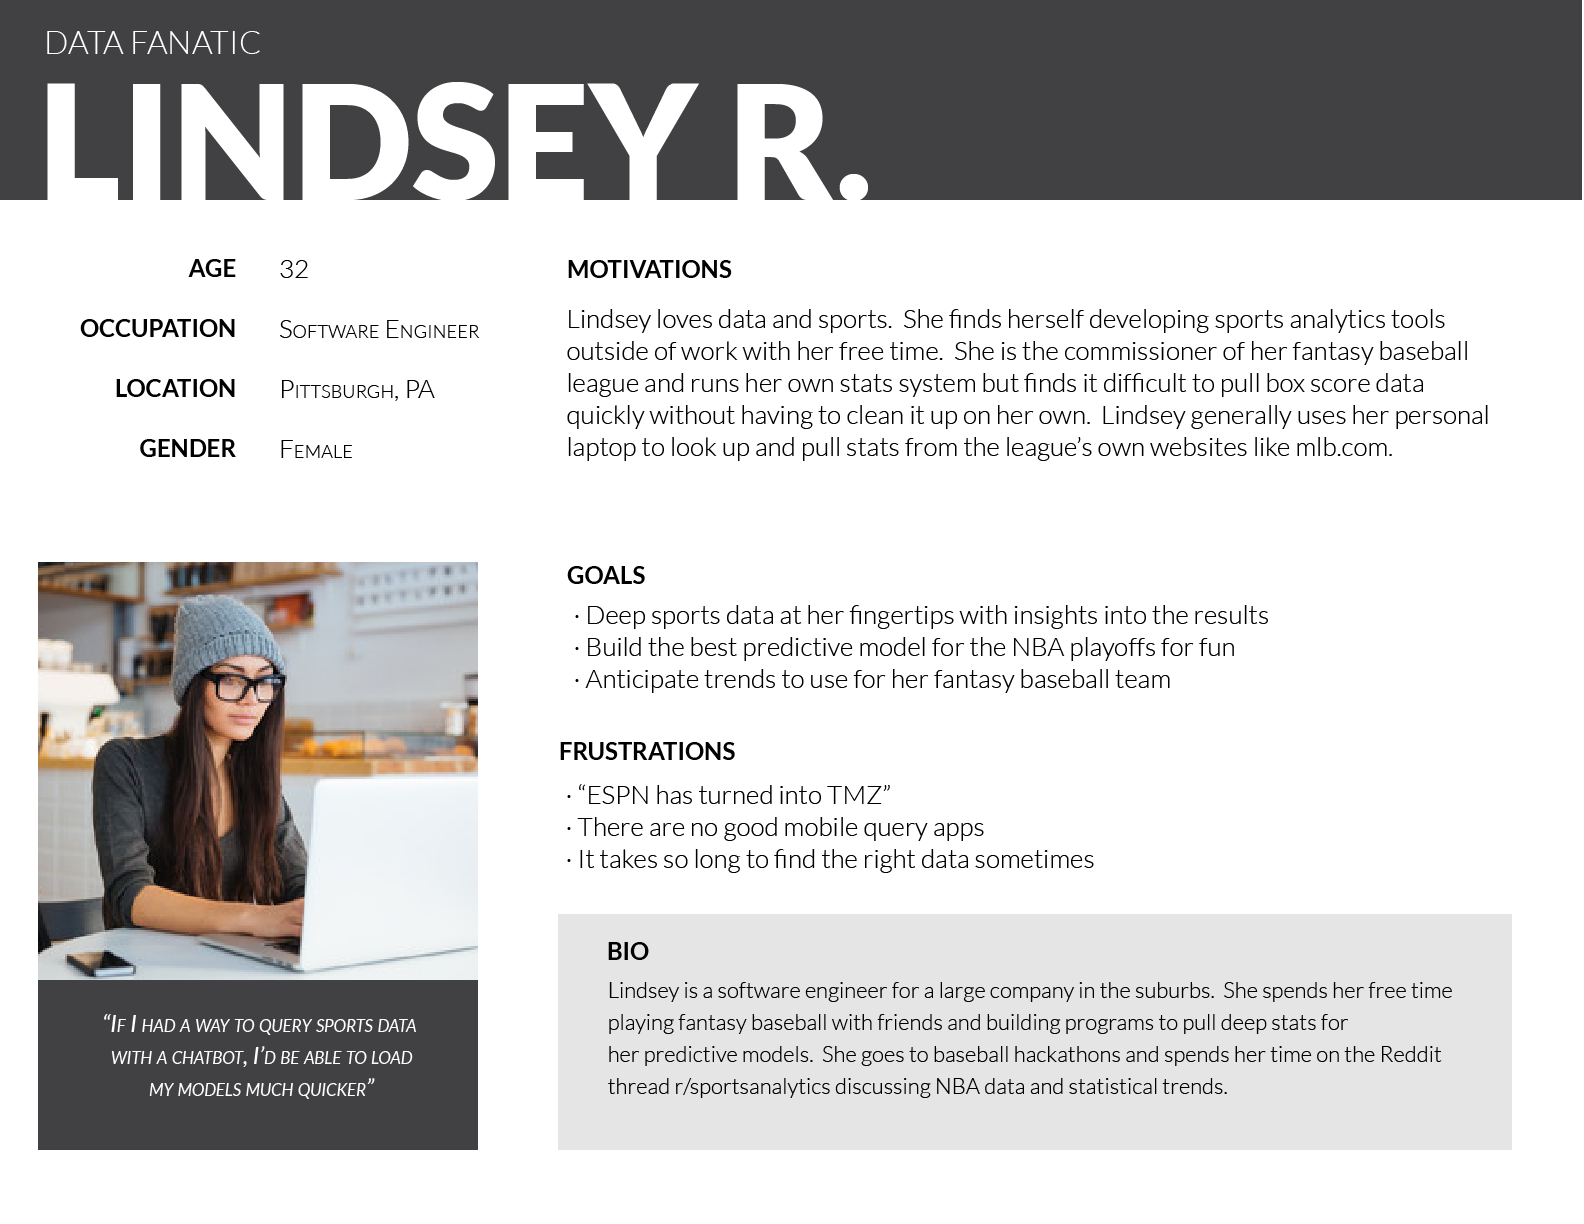 DATA FANATIC
LINDSEY R.
AGE 32
OCCUPATION Software Engineer
LOCATION Pittsburgh, PA
GENDER Female
MOTIVATIONS
Lindsey loves data and sports.  She finds herself developing sports analytics tools
outside of work with her free time.  She is the commissioner of her fantasy baseball
league and runs her own stats system but finds it difficult to pull box score data
quickly without having to clean it up on her own.  Lindsey generally uses her personal
laptop to look up and pull stats from the league’s own websites like mlb.com.
GOALS
· Deep sports data at her fingertips with insights into the results
· Build the best predictive model for the NBA playoffs for fun
· Anticipate trends to use for her fantasy baseball team
FRUSTRATIONS
· “ESPN has turned into TMZ”
· There are no good mobile query apps
· It takes so long to find the right data sometimes
“If I had a way to query sports data
with a chatbot, I’d be able to load
my models much quicker”
BIO
Lindsey is a software engineer for a large company in the suburbs.  She spends her free time
playing fantasy baseball with friends and building programs to pull deep stats for
her predictive models.  She goes to baseball hackathons and spends her time on the Reddit
thread r/sportsanalytics discussing NBA data and statistical trends.